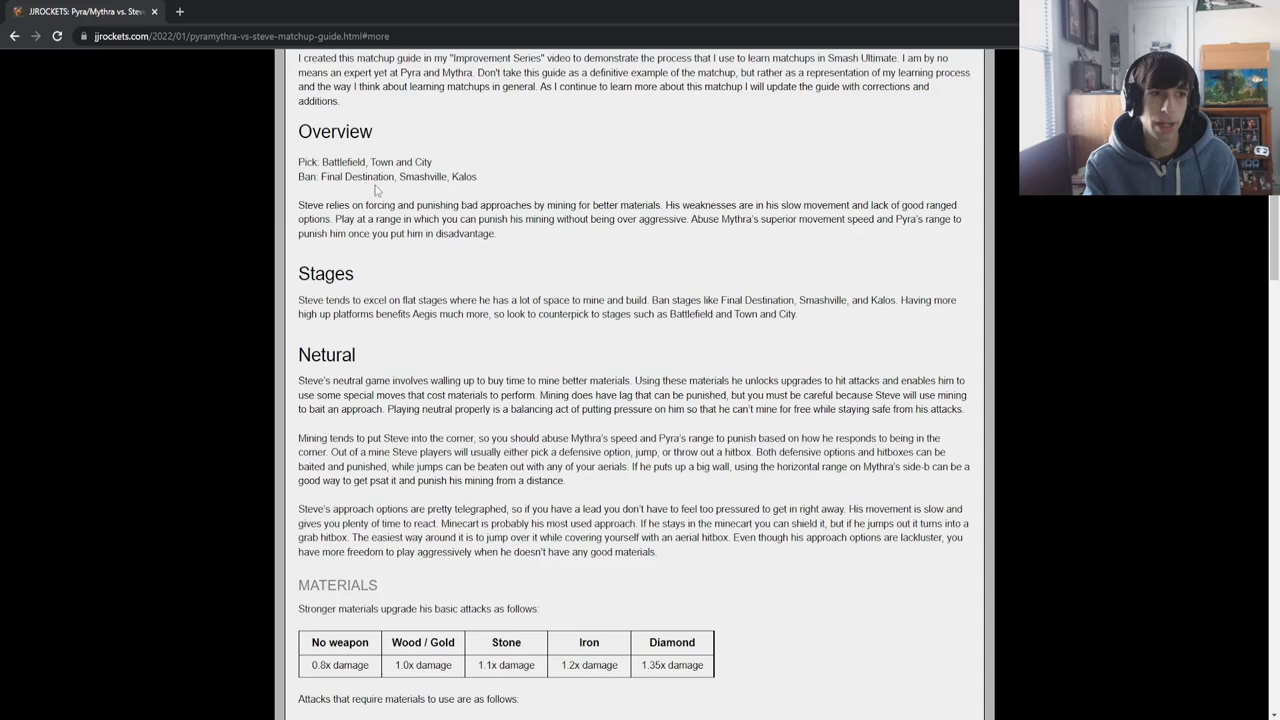 JJROCKETS: Pyra/Mythra vs. Steve
jjrockets.com/2022/01/pyramythra-vs-steve-matchup-guide.html#more
I created this matchup guide in my "Improvement Series" video to demonstrate the process that I use to learn matchups in Smash Ultimate. I am by no
means an expert yet at Pyra and Mythra. Don't take this guide as a definitive example of the matchup, but rather as a representation of my learning process
and the way I think about learning matchups in general. As I continue to learn more about this matchup I will update the guide with corrections and
additions.
Overview
Pick: Battlefield, Town and City
Ban: Final Destination, Smashville, Kalos
Steve relies on forcing and punishing bad approaches by mining for better materials. His weaknesses are in his slow movement and lack of good ranged
options. Play at a range in which you can punish his mining without being over aggressive. Abuse Mythra's superior movement speed and Pyra's range to
punish him once you put him in disadvantage.
Stages
Steve tends to excel on flat stages where he has a lot of space to mine and build. Ban stages like Final Destination, Smashville, and Kalos. Having more
high up platforms benefits Aegis much more, so look to counterpick to stages such as Battlefield and Town and City.
Netural
Steve's neutral game involves walling up to buy time to mine better materials. Using these materials he unlocks upgrades to hit attacks and enables him to
use some special moves that cost materials to perform. Mining does have lag that can be punished, but you must be careful because Steve will use mining
to bait an approach. Playing neutral properly is a balancing act of putting pressure on him so that he can't mine for free while staying safe from his attacks.
Mining tends to put Steve into the corner, so you should abuse Mythra's speed and Pyra's range to punish based on how he responds to being in the
corner. Out of a mine Steve players will usually either pick a defensive option, jump, or throw out a hitbox. Both defensive options and hitboxes can be
baited and punished, while jumps can be beaten out with any of your aerials. If he puts up a big wall, using the horizontal range on Mythra's side-b can be a
good way to get psat it and punish his mining from a distance.
Steve's approach options are pretty telegraphed, so if you have a lead you don't have to feel too pressured to get in right away. His movement is slow and
gives you plenty of time to react. Minecart is probably his most used approach. If he stays in the minecart you can shield it, but if he jumps out it turns into a
grab hitbox. The easiest way around it is to jump over it while covering yourself with an aerial hitbox. Even though his approach options are lackluster, you
have more freedom to play aggressively when he doesn't have any good materials.
MATERIALS
Stronger materials upgrade his basic attacks as follows:
No weapon Wood / Gold Stone Iron Diamond
0.8x damage 1.0x damage 1.1x damage 1.2x damage 1.35x damage
Attacks that require materials to use are as follows: